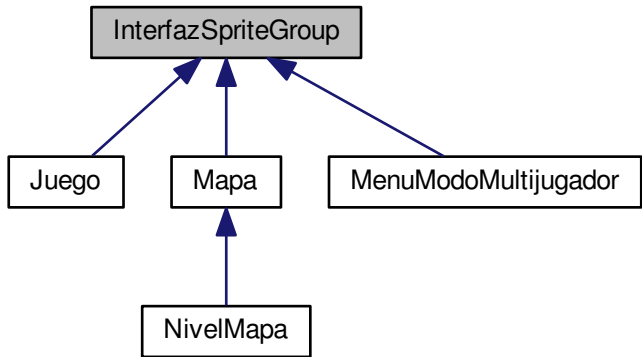 InterfazSpriteGroup
Juego
Mapa
MenuModoMultijugador
NivelMapa